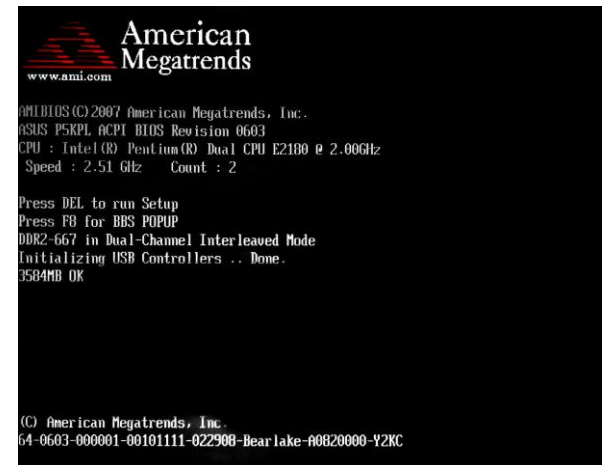 American
Megatrends
www.ami.com
AMIBIOS(C)2007 American Megatrends, Inc.
ASUS P5KPL ACPI BIOS Revision 0603
CPU : Intel(R) Pentium(R) Dual CPU E2180 @ 2.00GHz
Speed : 2.51 GHz Count : 2
Press DEL to run Setup
Press F8 for BBS POPUP
DDR2-667 in Dual-Channel Interleaved Mode
Initializing USB Controllers .. Done.
3584MB OK
(C) American Megatrends, Inc.
64-0603-000001-00101111-022908-Bearlake-A0820000-Y2KC